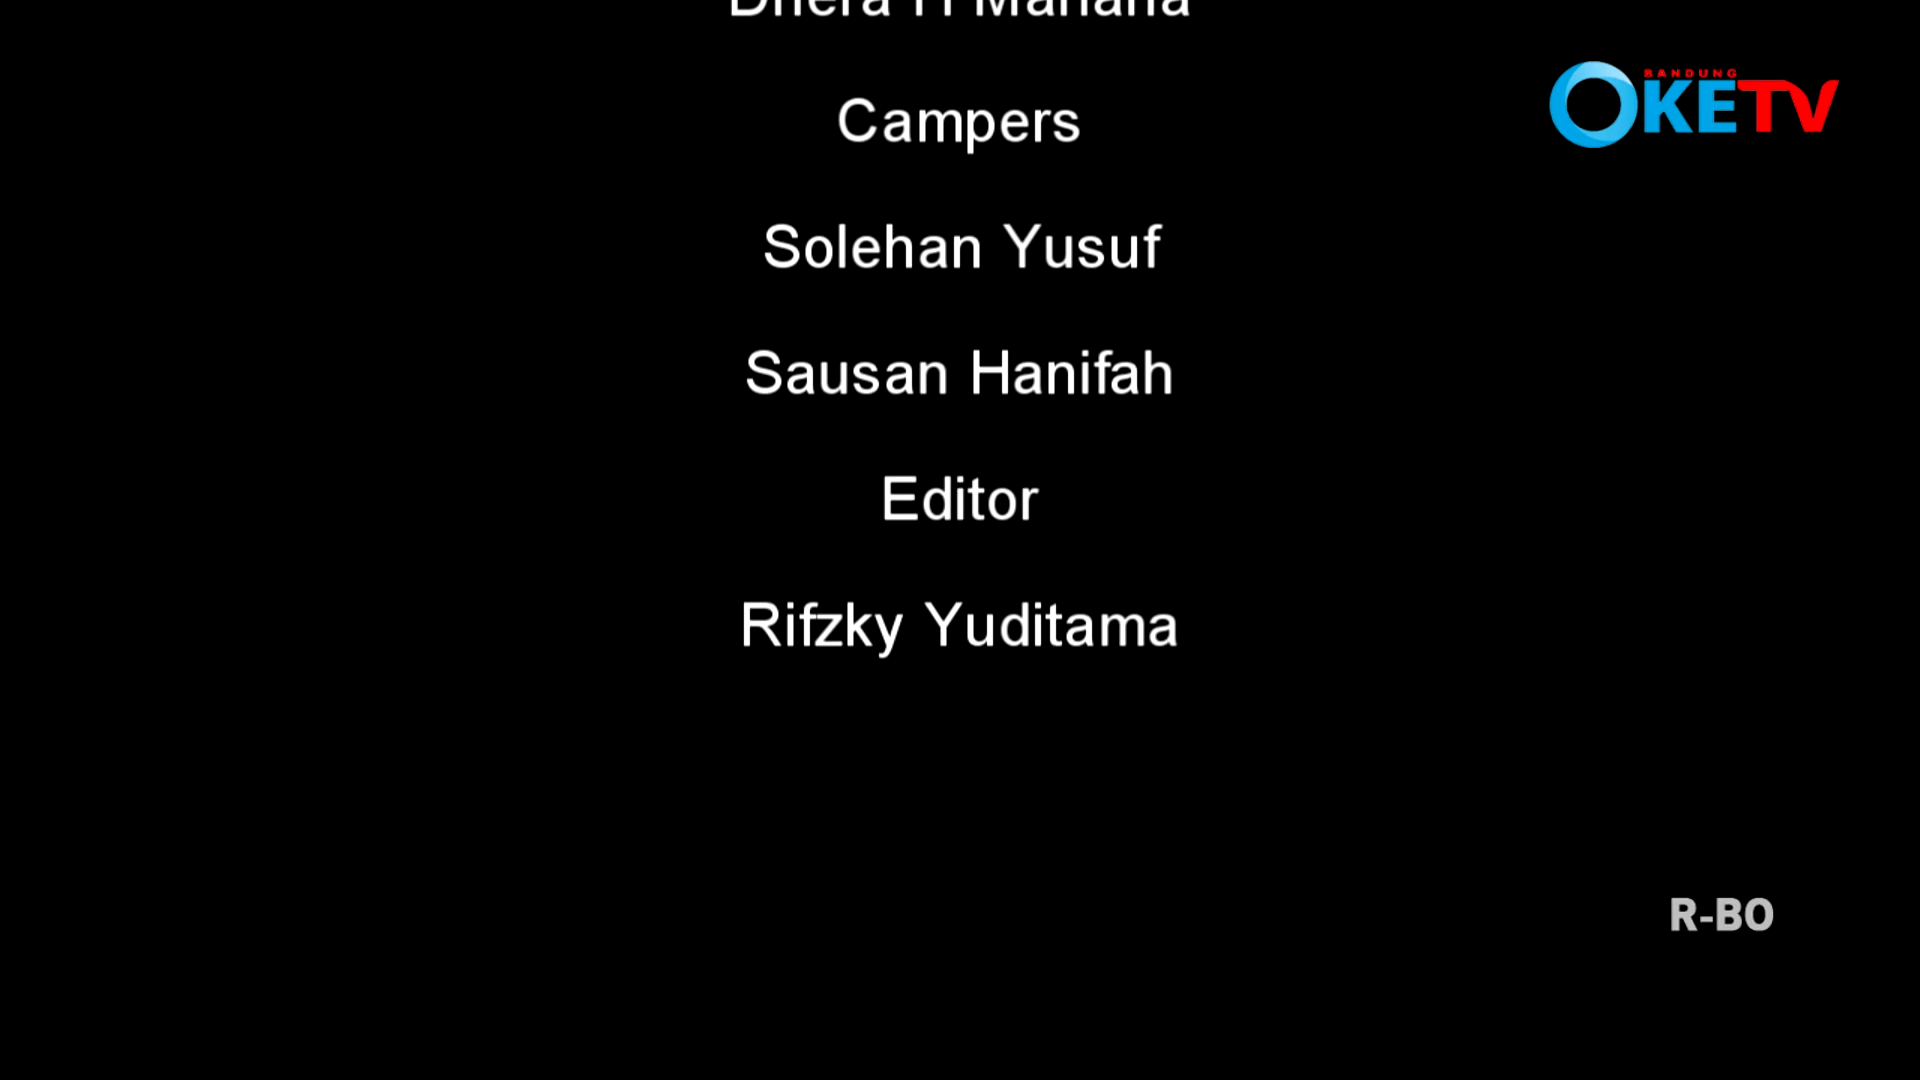 Campers
BANDUNG
OKETV
Solehan Yusuf
Sausan Hanifah
Editor
Rifzky Yuditama
R-BO